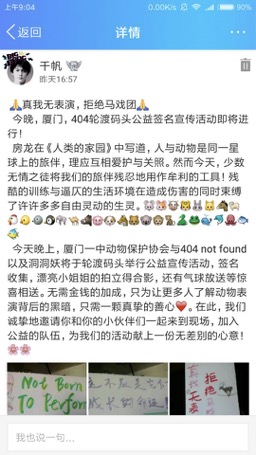 上午9:04
0.00K/s
90%
返回
详情
千帆
昨天16:57
🙏真我无表演，拒绝马戏团🙏
今晚，厦门，404轮渡码头公益签名宣传活动即将进行！
房龙在《人类的家园》中写道，人与动物是同一星
球上的旅伴，理应互相爱护与关照。然而今天，少数
无情之徒将我们的旅伴残忍地用作牟利的工具！残
酷的训练与逼仄的生活环境在造成伤害的同时束缚
了许许多多自由灵动的生灵。
今天晚上，厦门一中动物保护协会与404 not found
以及洞洞妖将于轮渡码头举行公益宣传活动，签名
收集，漂亮小姐姐的拍立得合影，还有气球放送等惊
喜相送。无需金钱的加成，只为让更多人了解动物表
演背后的黑暗，只需一颗真挚的善心❤。在此，我们
诚挚地邀请你和你的小伙伴们一起来到现场，加入
公益的队伍，为我们的活动献上一份无差别的心意！
Not Born
To Perform
拒绝
我也说一句...